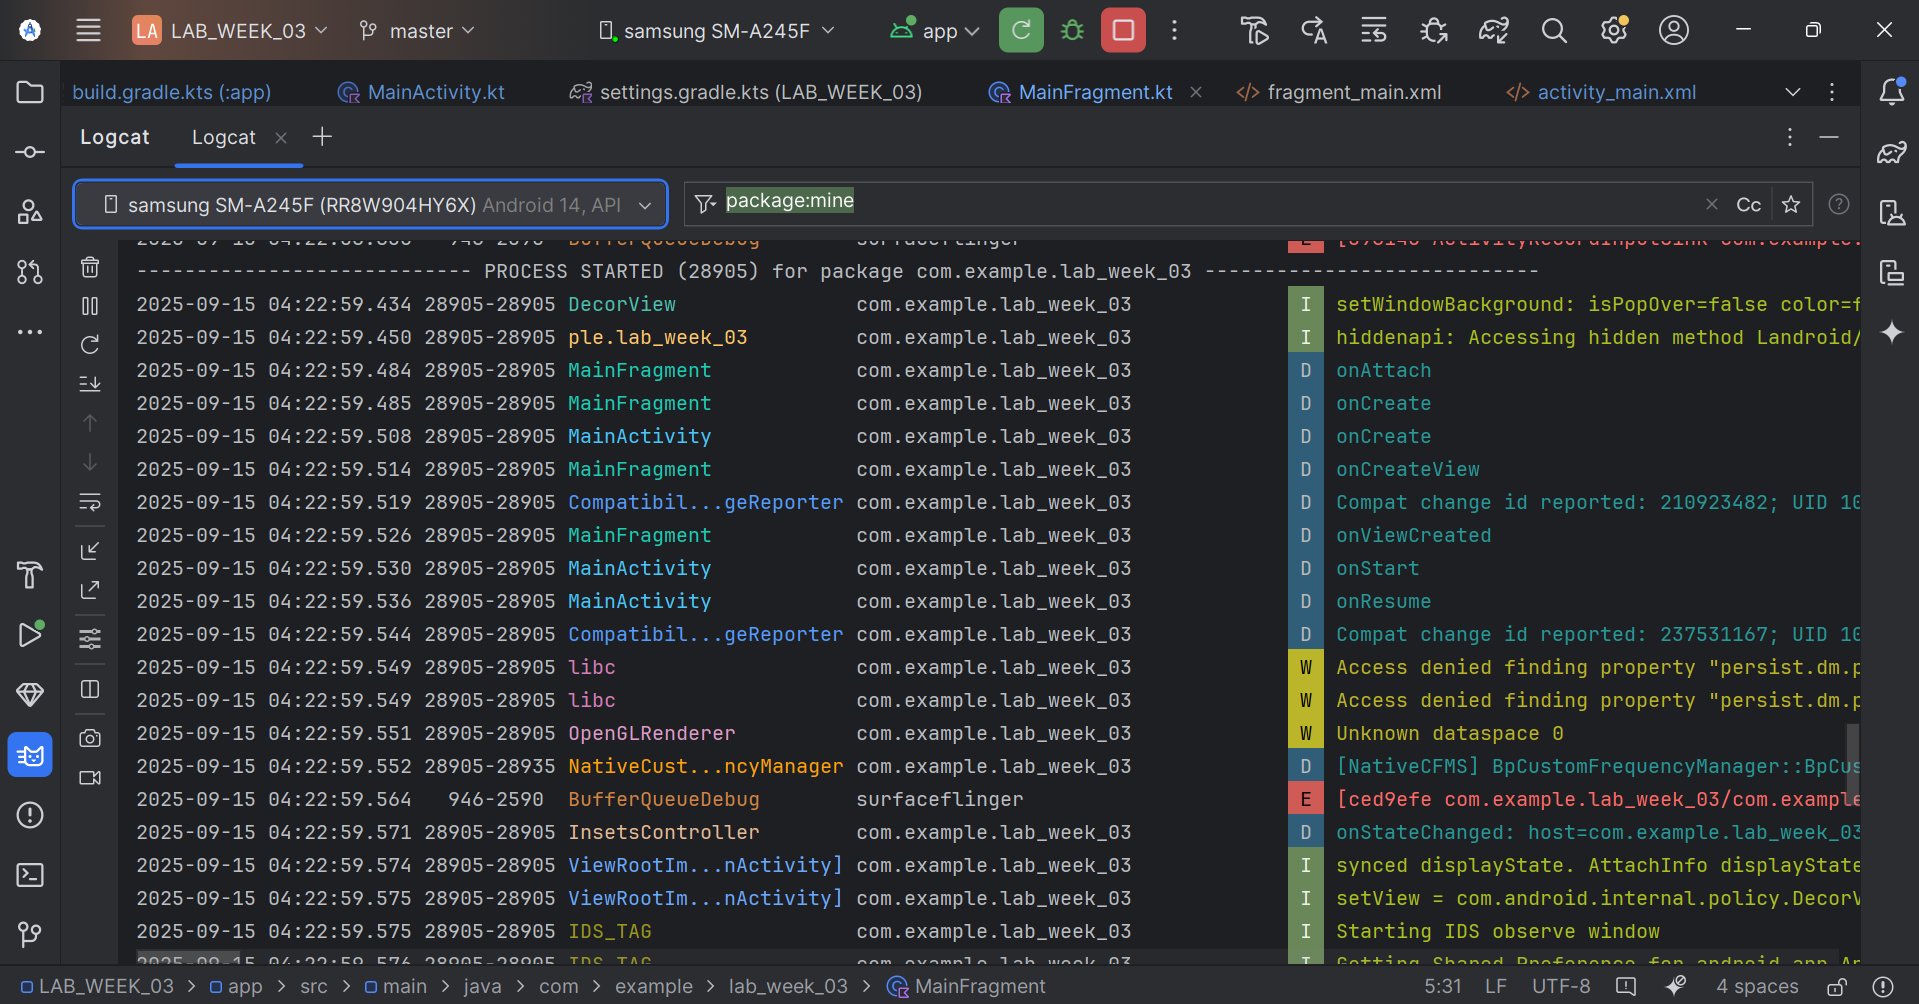 LA LAB_WEEK_03 master samsung SM-A245F app
build.gradle.kts (:app) MainActivity.kt settings.gradle.kts (LAB_WEEK_03) MainFragment.kt </> fragment_main.xml </> activity_main.xml
Logcat Logcat
samsung SM-A245F (RR8W904HY6X) Android 14, API package:mine Cc
---------------------------- PROCESS STARTED (28905) for package com.example.lab_week_03 ----------------------------
2025-09-15 04:22:59.434 28905-28905 DecorView com.example.lab_week_03 I setWindowBackground: isPopOver=false color=f
2025-09-15 04:22:59.450 28905-28905 ple.lab_week_03 com.example.lab_week_03 I hiddenapi: Accessing hidden method Landroid/
2025-09-15 04:22:59.484 28905-28905 MainFragment com.example.lab_week_03 D onAttach
2025-09-15 04:22:59.485 28905-28905 MainFragment com.example.lab_week_03 D onCreate
2025-09-15 04:22:59.508 28905-28905 MainActivity com.example.lab_week_03 D onCreate
2025-09-15 04:22:59.514 28905-28905 MainFragment com.example.lab_week_03 D onCreateView
2025-09-15 04:22:59.519 28905-28905 Compatibil...geReporter com.example.lab_week_03 D Compat change id reported: 210923482; UID 10
2025-09-15 04:22:59.526 28905-28905 MainFragment com.example.lab_week_03 D onViewCreated
2025-09-15 04:22:59.530 28905-28905 MainActivity com.example.lab_week_03 D onStart
2025-09-15 04:22:59.536 28905-28905 MainActivity com.example.lab_week_03 D onResume
2025-09-15 04:22:59.544 28905-28905 Compatibil...geReporter com.example.lab_week_03 D Compat change id reported: 237531167; UID 10
2025-09-15 04:22:59.549 28905-28905 libc com.example.lab_week_03 W Access denied finding property "persist.dm.p
2025-09-15 04:22:59.549 28905-28905 libc com.example.lab_week_03 W Access denied finding property "persist.dm.p
2025-09-15 04:22:59.551 28905-28905 OpenGLRenderer com.example.lab_week_03 W Unknown dataspace 0
2025-09-15 04:22:59.552 28905-28935 NativeCust...ncyManager com.example.lab_week_03 D [NativeCFMS] BpCustomFrequencyManager::BpCus
2025-09-15 04:22:59.564 946-2590 BufferQueueDebug surfaceflinger E [ced9efe com.example.lab_week_03/com.example
2025-09-15 04:22:59.571 28905-28905 InsetsController com.example.lab_week_03 D onStateChanged: host=com.example.lab_week_03
2025-09-15 04:22:59.574 28905-28905 ViewRootIm...nActivity] com.example.lab_week_03 I synced displayState. AttachInfo displayState
2025-09-15 04:22:59.575 28905-28905 ViewRootIm...nActivity] com.example.lab_week_03 I setView = com.android.internal.policy.DecorV
2025-09-15 04:22:59.575 28905-28905 IDS_TAG com.example.lab_week_03 I Starting IDS observe window
2025-09-15 04:22:59.576 28905-28905 IDS_TAG com.example.lab_week_03 I Getting Shared Preference for android.app.
LAB_WEEK_03 > app > src > main > java > com > example > lab_week_03 > MainFragment 5:31 LF UTF-8 4 spaces